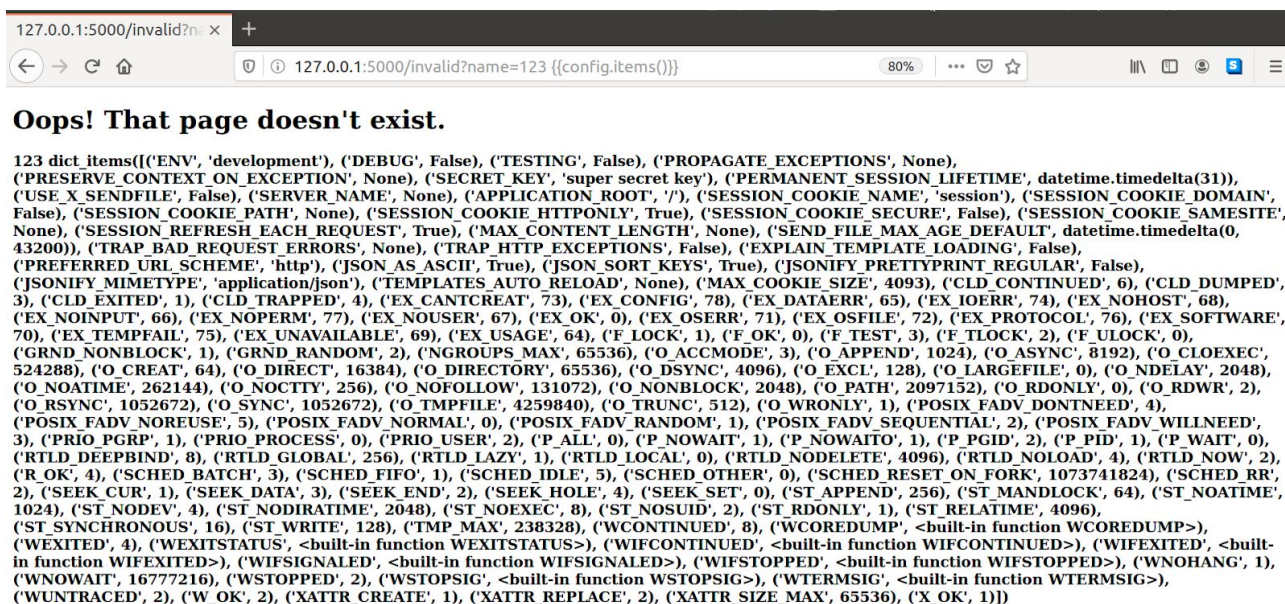 127.0.0.1:5000/invalid?na
127.0.0.1:5000/invalid?name=123 {{config.items()}}
80%
S
Oops! That page doesn't exist.
123 dict_items([('ENV', 'development'), ('DEBUG', False), ('TESTING', False), ('PROPAGATE_EXCEPTIONS', None),
('PRESERVE_CONTEXT_ON_EXCEPTION', None), ('SECRET_KEY', 'super secret key'), ('PERMANENT_SESSION_LIFETIME', datetime.timedelta(31)),
('USE_X_SENDFILE', False), ('SERVER_NAME', None), ('APPLICATION_ROOT', '/'), ('SESSION_COOKIE_NAME', 'session'), ('SESSION_COOKIE_DOMAIN',
False), ('SESSION_COOKIE_PATH', None), ('SESSION_COOKIE_HTTPONLY', True), ('SESSION_COOKIE_SECURE', False), ('SESSION_COOKIE_SAMESITE',
None), ('SESSION_REFRESH_EACH_REQUEST', True), ('MAX_CONTENT_LENGTH', None), ('SEND_FILE_MAX_AGE_DEFAULT', datetime.timedelta(0,
43200)), ('TRAP_BAD_REQUEST_ERRORS', None), ('TRAP_HTTP_EXCEPTIONS', False), ('EXPLAIN_TEMPLATE_LOADING', False),
('PREFERRED_URL_SCHEME', 'http'), ('JSON_AS_ASCII', True), ('JSON_SORT_KEYS', True), ('JSONIFY_PRETTYPRINT_REGULAR', False),
('JSONIFY_MIMETYPE', 'application/json'), ('TEMPLATES_AUTO_RELOAD', None), ('MAX_COOKIE_SIZE', 4093), ('CLD_CONTINUED', 6), ('CLD_DUMPED',
3), ('CLD_EXITED', 1), ('CLD_TRAPPED', 4), ('EX_CANTCREAT', 73), ('EX_CONFIG', 78), ('EX_DATAERR', 65), ('EX_IOERR', 74), ('EX_NOHOST', 68),
('EX_NOINPUT', 66), ('EX_NOPERM', 77), ('EX_NOUSER', 67), ('EX_OK', 0), ('EX_OSERR', 71), ('EX_OSFILE', 72), ('EX_PROTOCOL', 76), ('EX_SOFTWARE',
70), ('EX_TEMPFAIL', 75), ('EX_UNAVAILABLE', 69), ('EX_USAGE', 64), ('F_LOCK', 1), ('F_OK', 0), ('F_TEST', 3), ('F_TLOCK', 2), ('F_ULOCK', 0),
('GRND_NONBLOCK', 1), ('GRND_RANDOM', 2), ('NGROUPS_MAX', 65536), ('O_ACCMODE', 3), ('O_APPEND', 1024), ('O_ASYNC', 8192), ('O_CLOEXEC',
524288), ('O_CREAT', 64), ('O_DIRECT', 16384), ('O_DIRECTORY', 65536), ('O_DSYNC', 4096), ('O_EXCL', 128), ('O_LARGEFILE', 0), ('O_NDELAY', 2048),
('O_NOATIME', 262144), ('O_NOCTTY', 256), ('O_NOFOLLOW', 131072), ('O_NONBLOCK', 2048), ('O_PATH', 2097152), ('O_RDONLY', 0), ('O_RDWR', 2),
('O_RSYNC', 1052672), ('O_SYNC', 1052672), ('O_TMPFILE', 4259840), ('O_TRUNC', 512), ('O_WRONLY', 1), ('POSIX_FADV_DONTNEED', 4),
('POSIX_FADV_NOREUSE', 5), ('POSIX_FADV_NORMAL', 0), ('POSIX_FADV_RANDOM', 1), ('POSIX_FADV_SEQUENTIAL', 2), ('POSIX_FADV_WILLNEED',
3), ('PRIO_PGRP', 1), ('PRIO_PROCESS', 0), ('PRIO_USER', 2), ('P_ALL', 0), ('P_NOWAIT', 1), ('P_NOWAITO', 1), ('P_PGID', 2), ('P_PID', 1), ('P_WAIT', 0),
('RTLD_DEEPBIND', 8), ('RTLD_GLOBAL', 256), ('RTLD_LAZY', 1), ('RTLD_LOCAL', 0), ('RTLD_NODELETE', 4096), ('RTLD_NOLOAD', 4), ('RTLD_NOW', 2),
('R_OK', 4), ('SCHED_BATCH', 3), ('SCHED_FIFO', 1), ('SCHED_IDLE', 5), ('SCHED_OTHER', 0), ('SCHED_RESET_ON_FORK', 1073741824), ('SCHED_RR',
2), ('SEEK_CUR', 1), ('SEEK_DATA', 3), ('SEEK_END', 2), ('SEEK_HOLE', 4), ('SEEK_SET', 0), ('ST_APPEND', 256), ('ST_MANDLOCK', 64), ('ST_NOATIME',
1024), ('ST_NODEV', 4), ('ST_NODIRATIME', 2048), ('ST_NOEXEC', 8), ('ST_NOSUID', 2), ('ST_RDONLY', 1), ('ST_RELATIME', 4096),
('ST_SYNCHRONOUS', 16), ('ST_WRITE', 128), ('TMP_MAX', 238328), ('WCONTINUED', 8), ('WCOREDUMP', <built-in function WCOREDUMP>),
('WEXITED', 4), ('WEXITSTATUS', <built-in function WEXITSTATUS>), ('WIFCONTINUED', <built-in function WIFCONTINUED>), ('WIFEXITED', <built-
in function WIFEXITED>), ('WIFSIGNALED', <built-in function WIFSIGNALED>), ('WIFSTOPPED', <built-in function WIFSTOPPED>), ('WNOHANG', 1),
('WNOWAIT', 16777216), ('WSTOPPED', 2), ('WSTOPSIG', <built-in function WSTOPSIG>), ('WTERMSIG', <built-in function WTERMSIG>),
('WUNTRACED', 2), ('W_OK', 2), ('XATTR_CREATE', 1), ('XATTR_REPLACE', 2), ('XATTR_SIZE_MAX', 65536), ('X_OK', 1)])